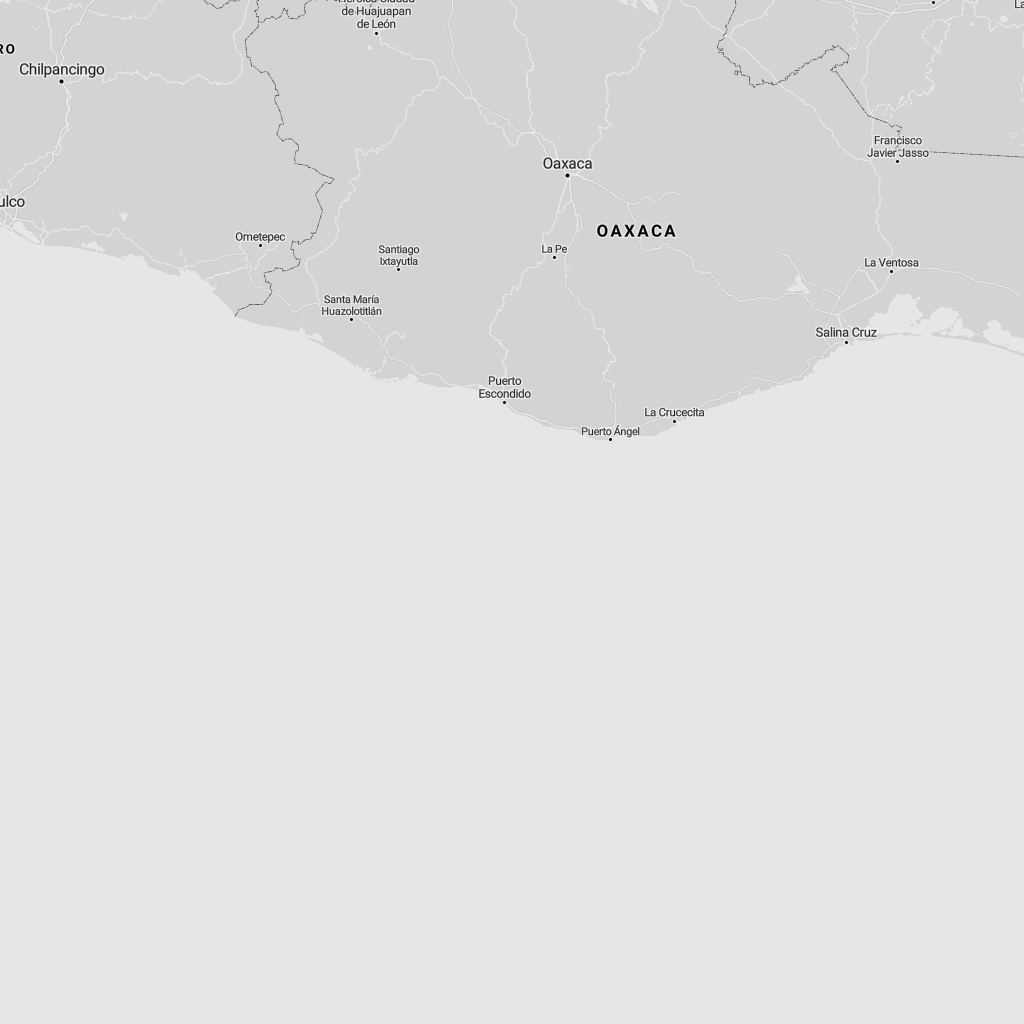 Heroica Ciudad
de Huajuapan
de León
RO
Chilpancingo
Francisco
Javier Jasso
Oaxaca
ulco
OAXACA
Ometepec
Santiago
Ixtayutla
La Pe
La Ventosa
Santa María
Huazolotitlán
Salina Cruz
Puerto
Escondido
La Crucecita
Puerto Ángel